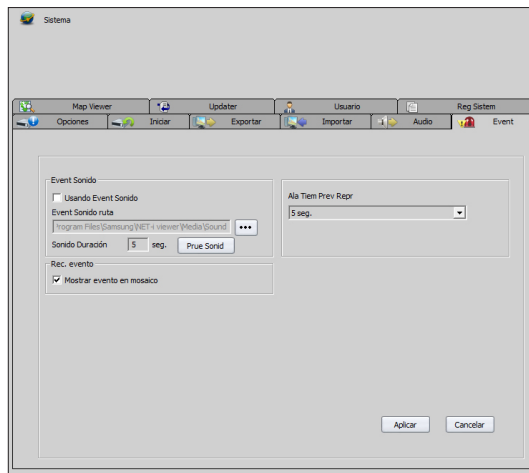 Sistema
Map Viewer Updater Usuario Reg Sistem
Opciones Iniciar Exportar Importar Audio Event
Event Sonido
Usando Event Sonido
Event Sonido ruta
rogram Files\Samsung\NET-i viewer\Media\Sound
Sonido Duración 5 seg. Prue Sonid
Rec. evento
Mostrar evento en mosaico
Ala Tiem Prev Repr
5 seg.
Aplicar Cancelar